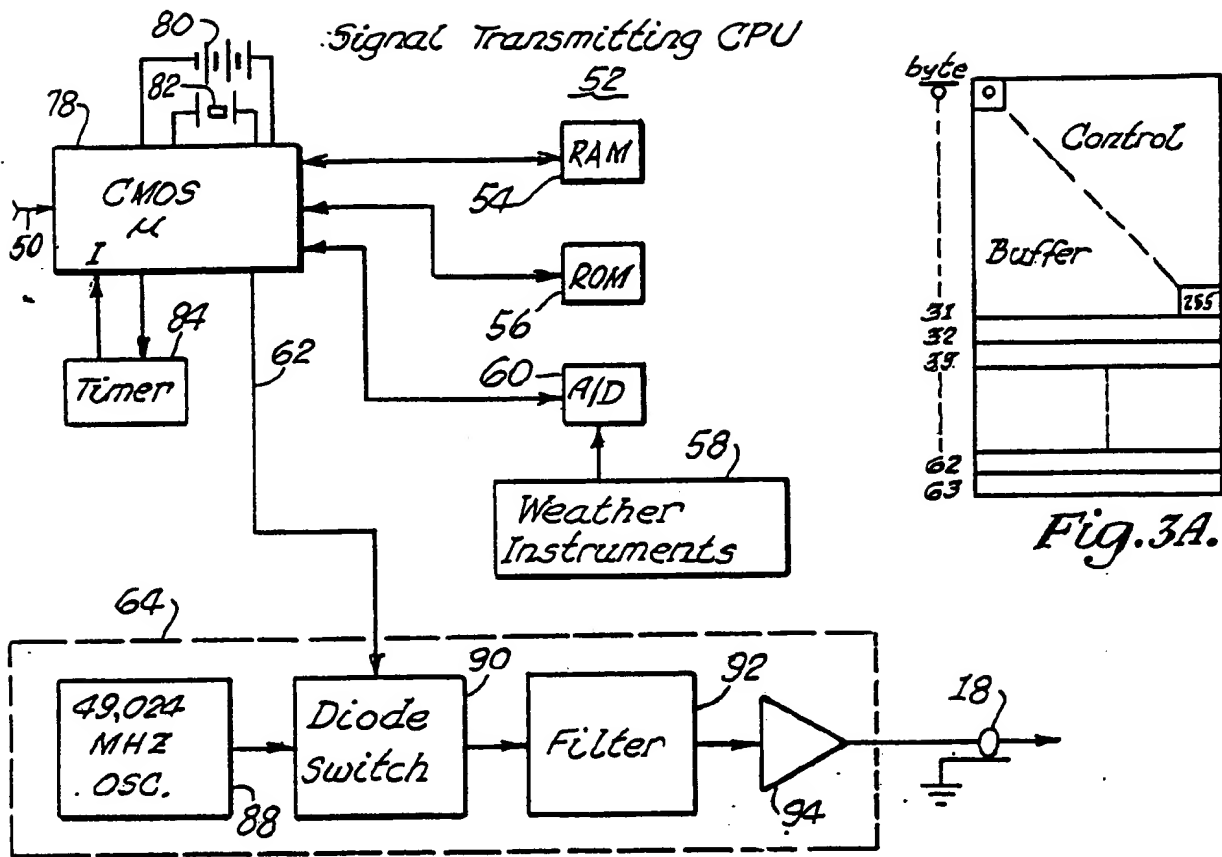 Signal Transmitting CPU
52
80
82
78
CMOS
μ
I
50
84
Timer
62
RAM
54
ROM
56
60
A/D
58
Weather
Instruments
byte
0
0
Control
Buffer
255
31
32
39
62
63
Fig.3A.
64
49,024
MHZ
OSC.
88
Diode
Switch
90
Filter
92
94
18